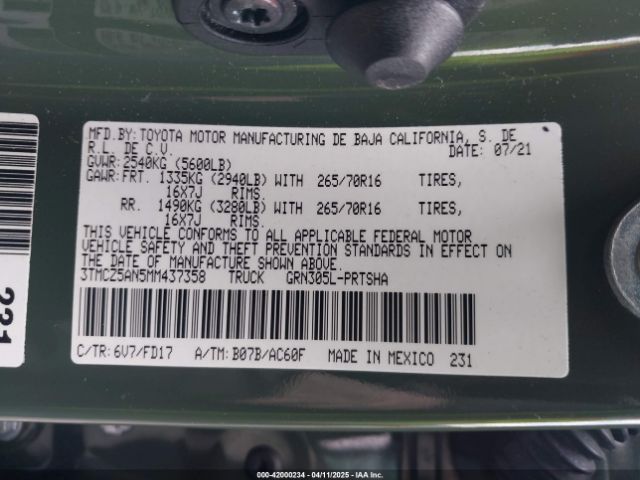 MFD.BY:TOYOTA MOTOR MANUFACTURING DE BAJA CALIFORNIA, S. DE
R.L. DE C.V. DATE: 07/21
GVWR:2540KG (5600LB)
GAWR:FRT. 1335KG (2940LB) WITH 265/70R16 TIRES,
16X7J RIMS.
RR. 1490KG (3280LB) WITH 265/70R16 TIRES,
16X7J RIMS.
THIS VEHICLE CONFORMS TO ALL APPLICABLE FEDERAL MOTOR
VEHICLE SAFETY AND THEFT PREVENTION STANDARDS IN EFFECT ON
THE DATE OF MANUFACTURE SHOWN ABOVE.
3TMCZ5AN5MM437358 TRUCK GRN305L-PRTSHA
C/TR:6V7/FD17 A/TM:B07B/AC60F MADE IN MEXICO 231
231
000-42000234 - 04/11/2025 - IAA Inc.